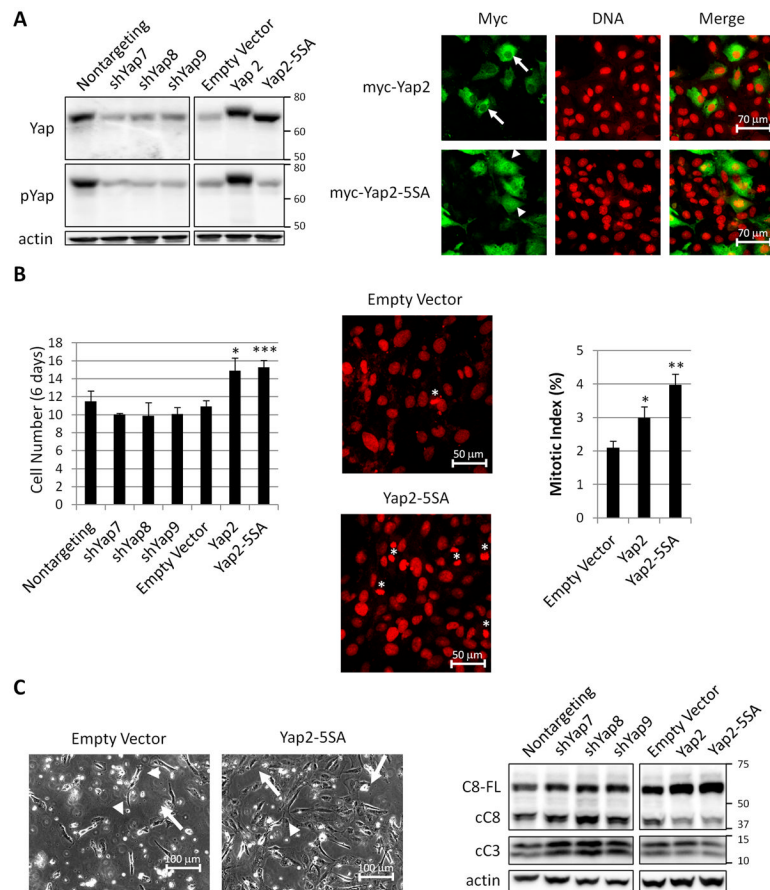 A
Nontargeting
shYap7
shYap8
shYap9
Empty Vector
Yap 2
Yap2-5SA
Yap
80
60
50
pYap
80
60
50
actin
Myc
DNA
Merge
myc-Yap2
70 μm
myc-Yap2-5SA
70 μm
B
Cell Number (6 days)
18
16
14
12
10
8
6
4
2
0
*
***
Nontargeting
shYap7
shYap8
shYap9
Empty Vector
Yap2
Yap2-5SA
Empty Vector
*
50 μm
Yap2-5SA
* * * *
*
*
50 μm
Mitotic Index (%)
5
4
3
2
1
0
*
**
Empty Vector
Yap2
Yap2-5SA
C
Empty Vector
100 μm
Yap2-5SA
100 μm
Nontargeting
shYap7
shYap8
shYap9
Empty Vector
Yap2
Yap2-5SA
C8-FL
75
50
cC8
37
cC3
15
10
actin